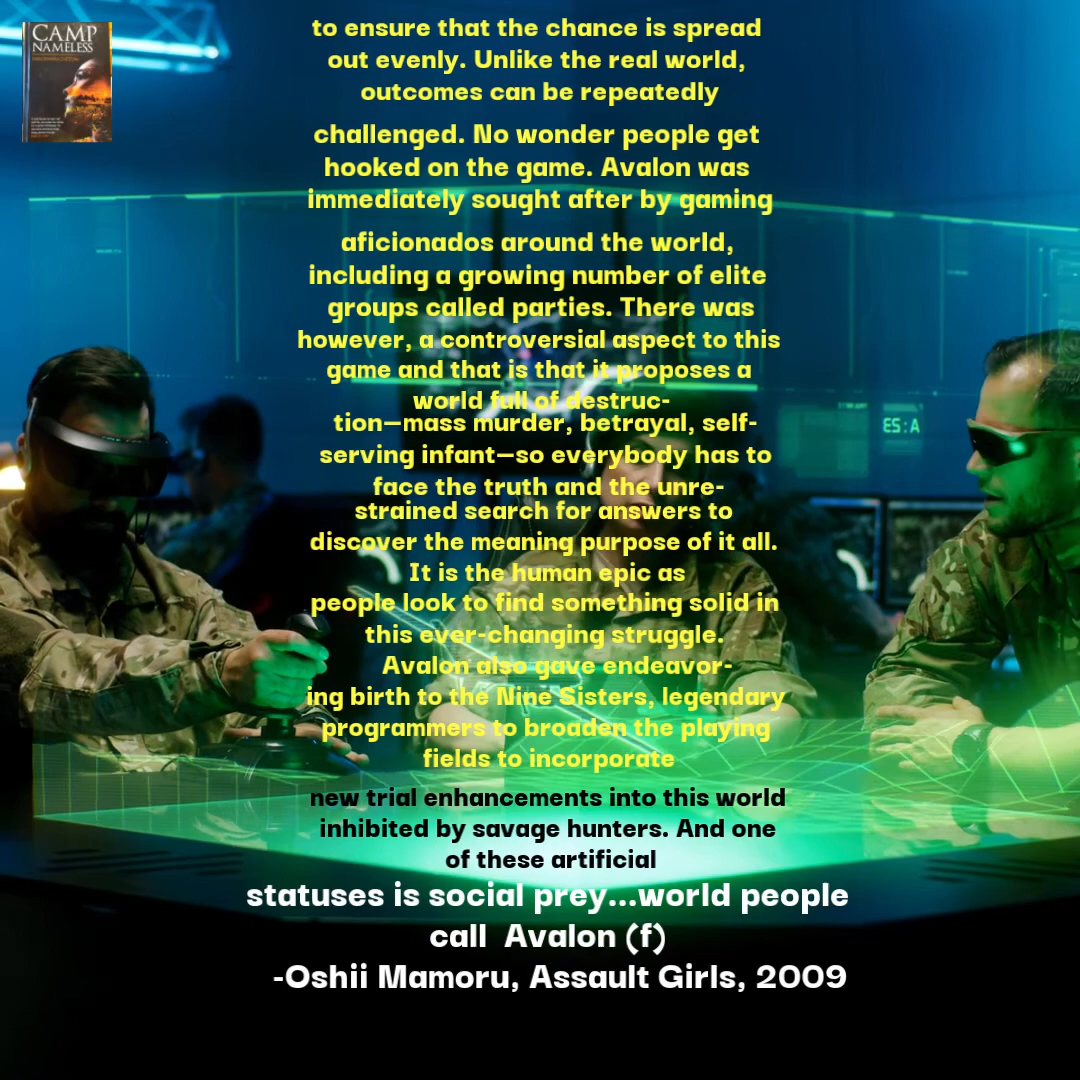 CAMP
NAMELESS
to ensure that the chance is spread
out evenly. Unlike the real world,
outcomes can be repeatedly
challenged. No wonder people get
hooked on the game. Avalon was
immediately sought after by gaming
aficionados around the world,
including a growing number of elite
groups called parties. There was
however, a controversial aspect to this
game and that is that it proposes a
world full of destruc-
tion—mass murder, betrayal, self-
serving infant—so everybody has to
face the truth and the unre-
strained search for answers to
discover the meaning purpose of it all.
It is the human epic as
people look to find something solid in
this ever-changing struggle.
Avalon also gave endeavor-
ing birth to the Nine Sisters, legendary
programmers to broaden the playing
fields to incorporate
new trial enhancements into this world
inhibited by savage hunters. And one
of these artificial
statuses is social prey...world people
call Avalon (f)
-Oshii Mamoru, Assault Girls, 2009
ES:A